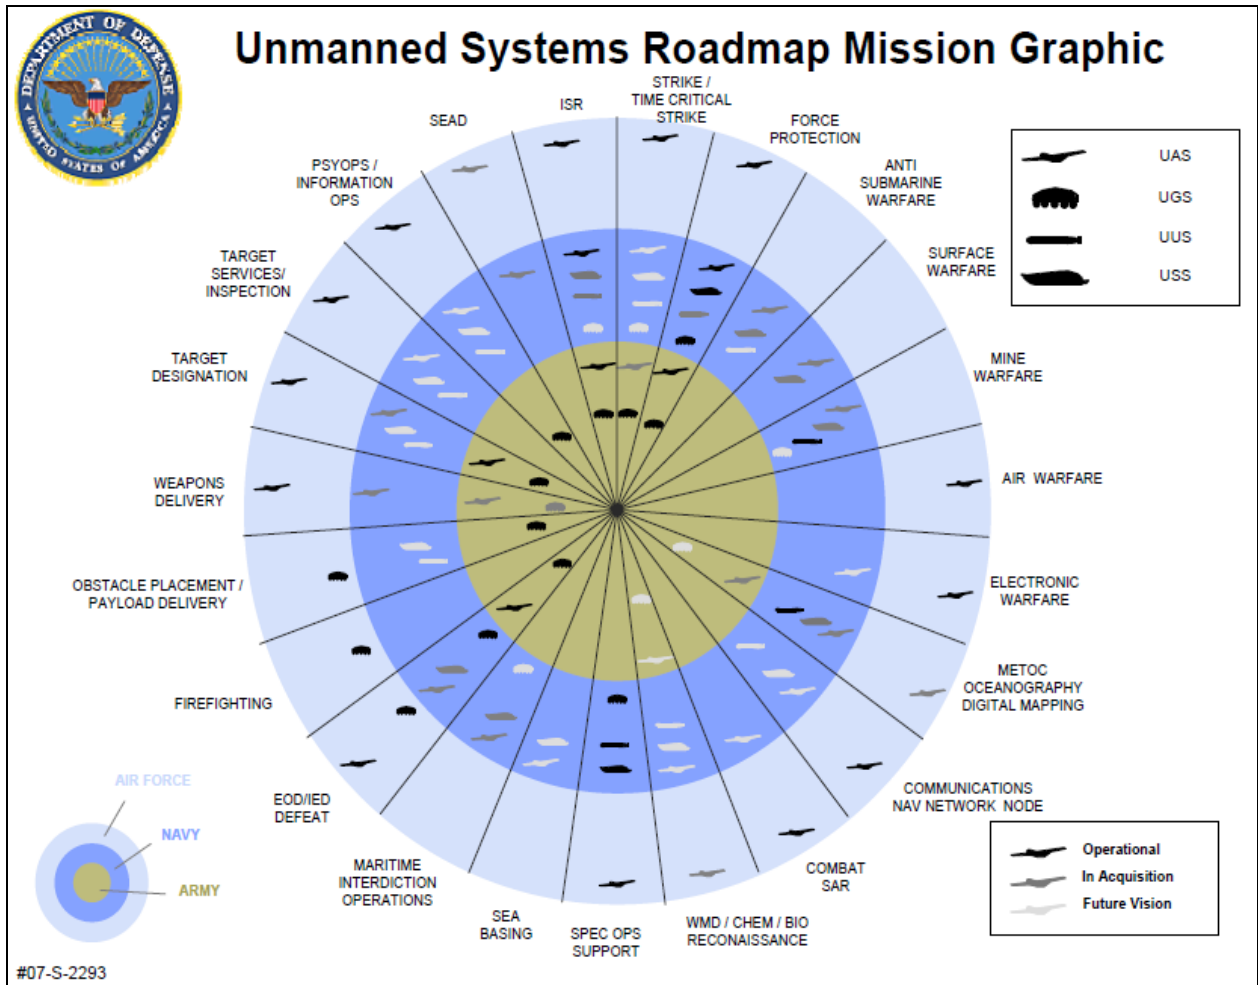 DEPARTMENT OF DEFENSE
UNITED STATES OF AMERICA
Unmanned Systems Roadmap Mission Graphic
STRIKE /
TIME CRITICAL
STRIKE
ISR
SEAD
FORCE
PROTECTION
PSYOPS /
INFORMATION
OPS
ANTI
SUBMARINE
WARFARE
UAS
UGS
UUS
USS
TARGET
SERVICES/
INSPECTION
SURFACE
WARFARE
TARGET
DESIGNATION
MINE
WARFARE
WEAPONS
DELIVERY
AIR WARFARE
OBSTACLE PLACEMENT /
PAYLOAD DELIVERY
ELECTRONIC
WARFARE
FIREFIGHTING
METOC
OCEANOGRAPHY
DIGITAL MAPPING
EOD/IED
DEFEAT
COMMUNICATIONS
NAV NETWORK NODE
MARITIME
INTERDICTION
OPERATIONS
COMBAT
SAR
SEA
BASING
SPEC OPS
SUPPORT
WMD / CHEM / BIO
RECONAISSANCE
AIR FORCE
NAVY
ARMY
Operational
In Acquisition
Future Vision
#07-S-2293